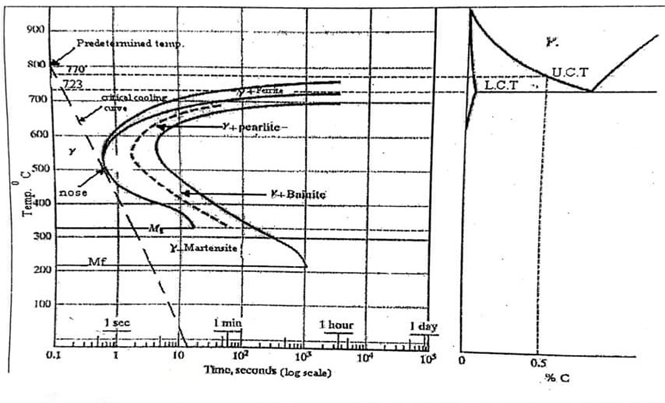 900
Predetermined temp.
800
770
723
U.C.T
L.C.T
γ
γ+Ferrite
critical cooling
curve
700
γ+pearlite
600
γ
500
nose
γ+Bainite
400
Ms
300
γ-Martensite
Mf
200
100
Temp. 0C
1 sec
1 min
1 hour
1 day
0.1
1
10
10²
10³
10⁴
10⁵
Time, seconds (log scale)
0
0.5
% C